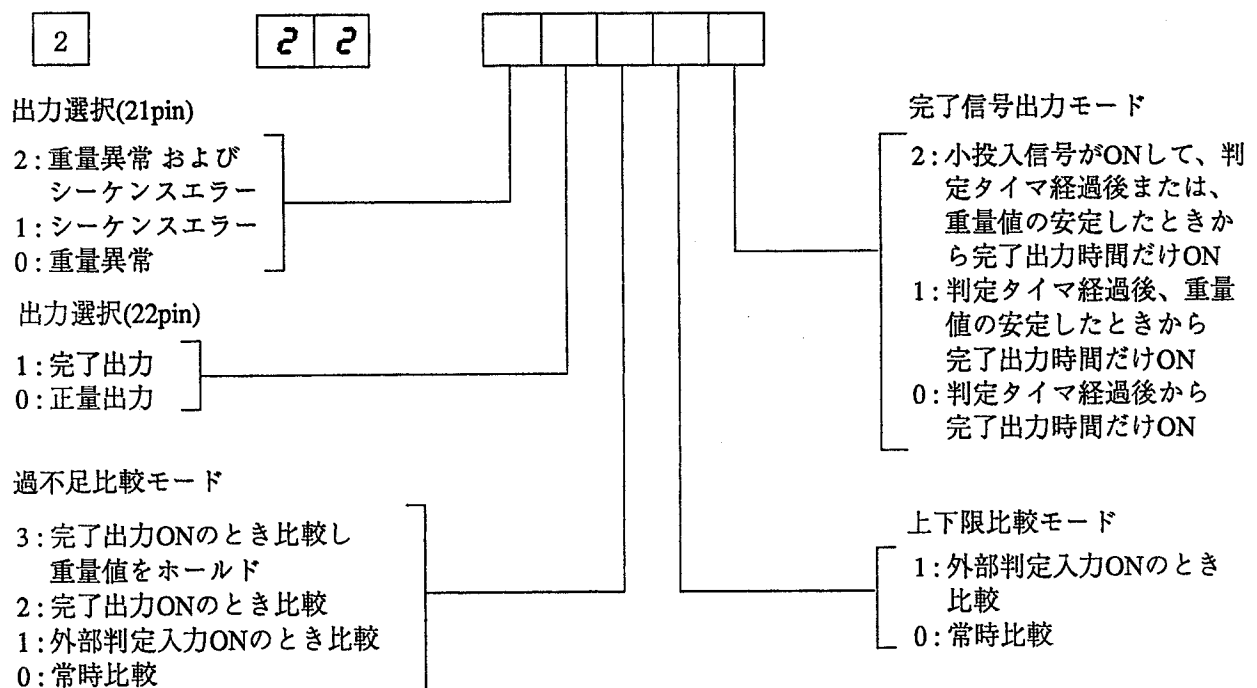 2
2 2
出力選択(21pin)
2:重量異常 および
シーケンスエラー
1:シーケンスエラー
0:重量異常
出力選択(22pin)
1:完了出力
0:正量出力
過不足比較モード
3:完了出力ONのとき比較し
重量値をホールド
2:完了出力ONのとき比較
1:外部判定入力ONのとき比較
0:常時比較
完了信号出力モード
2:小投入信号がONして、判
定タイマ経過後または、
重量値の安定したときか
ら完了出力時間だけON
1:判定タイマ経過後、重量
値の安定したときから
完了出力時間だけON
0:判定タイマ経過後から
完了出力時間だけON
上下限比較モード
1:外部判定入力ONのとき
比較
0:常時比較